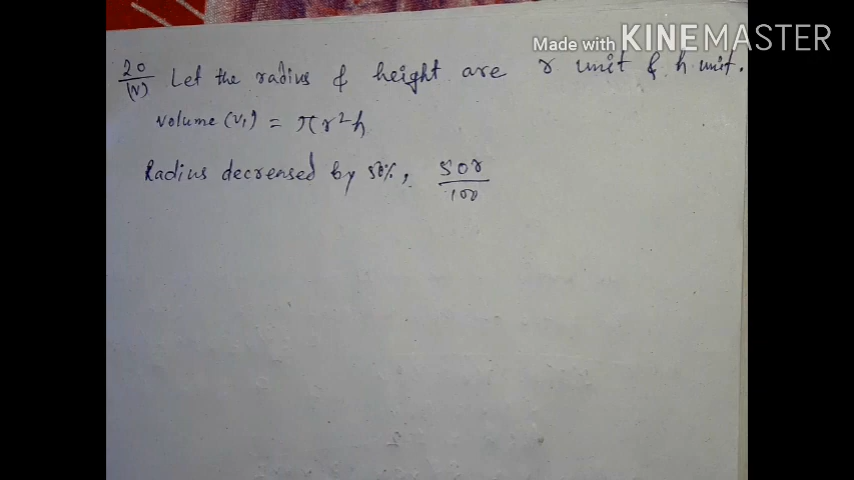 Made with KINEMASTER
20/(iv) Let the radius & height are r unit & h unit.
Volume (V₁) = πr²h
Radius decreased by 50%, 50r/100